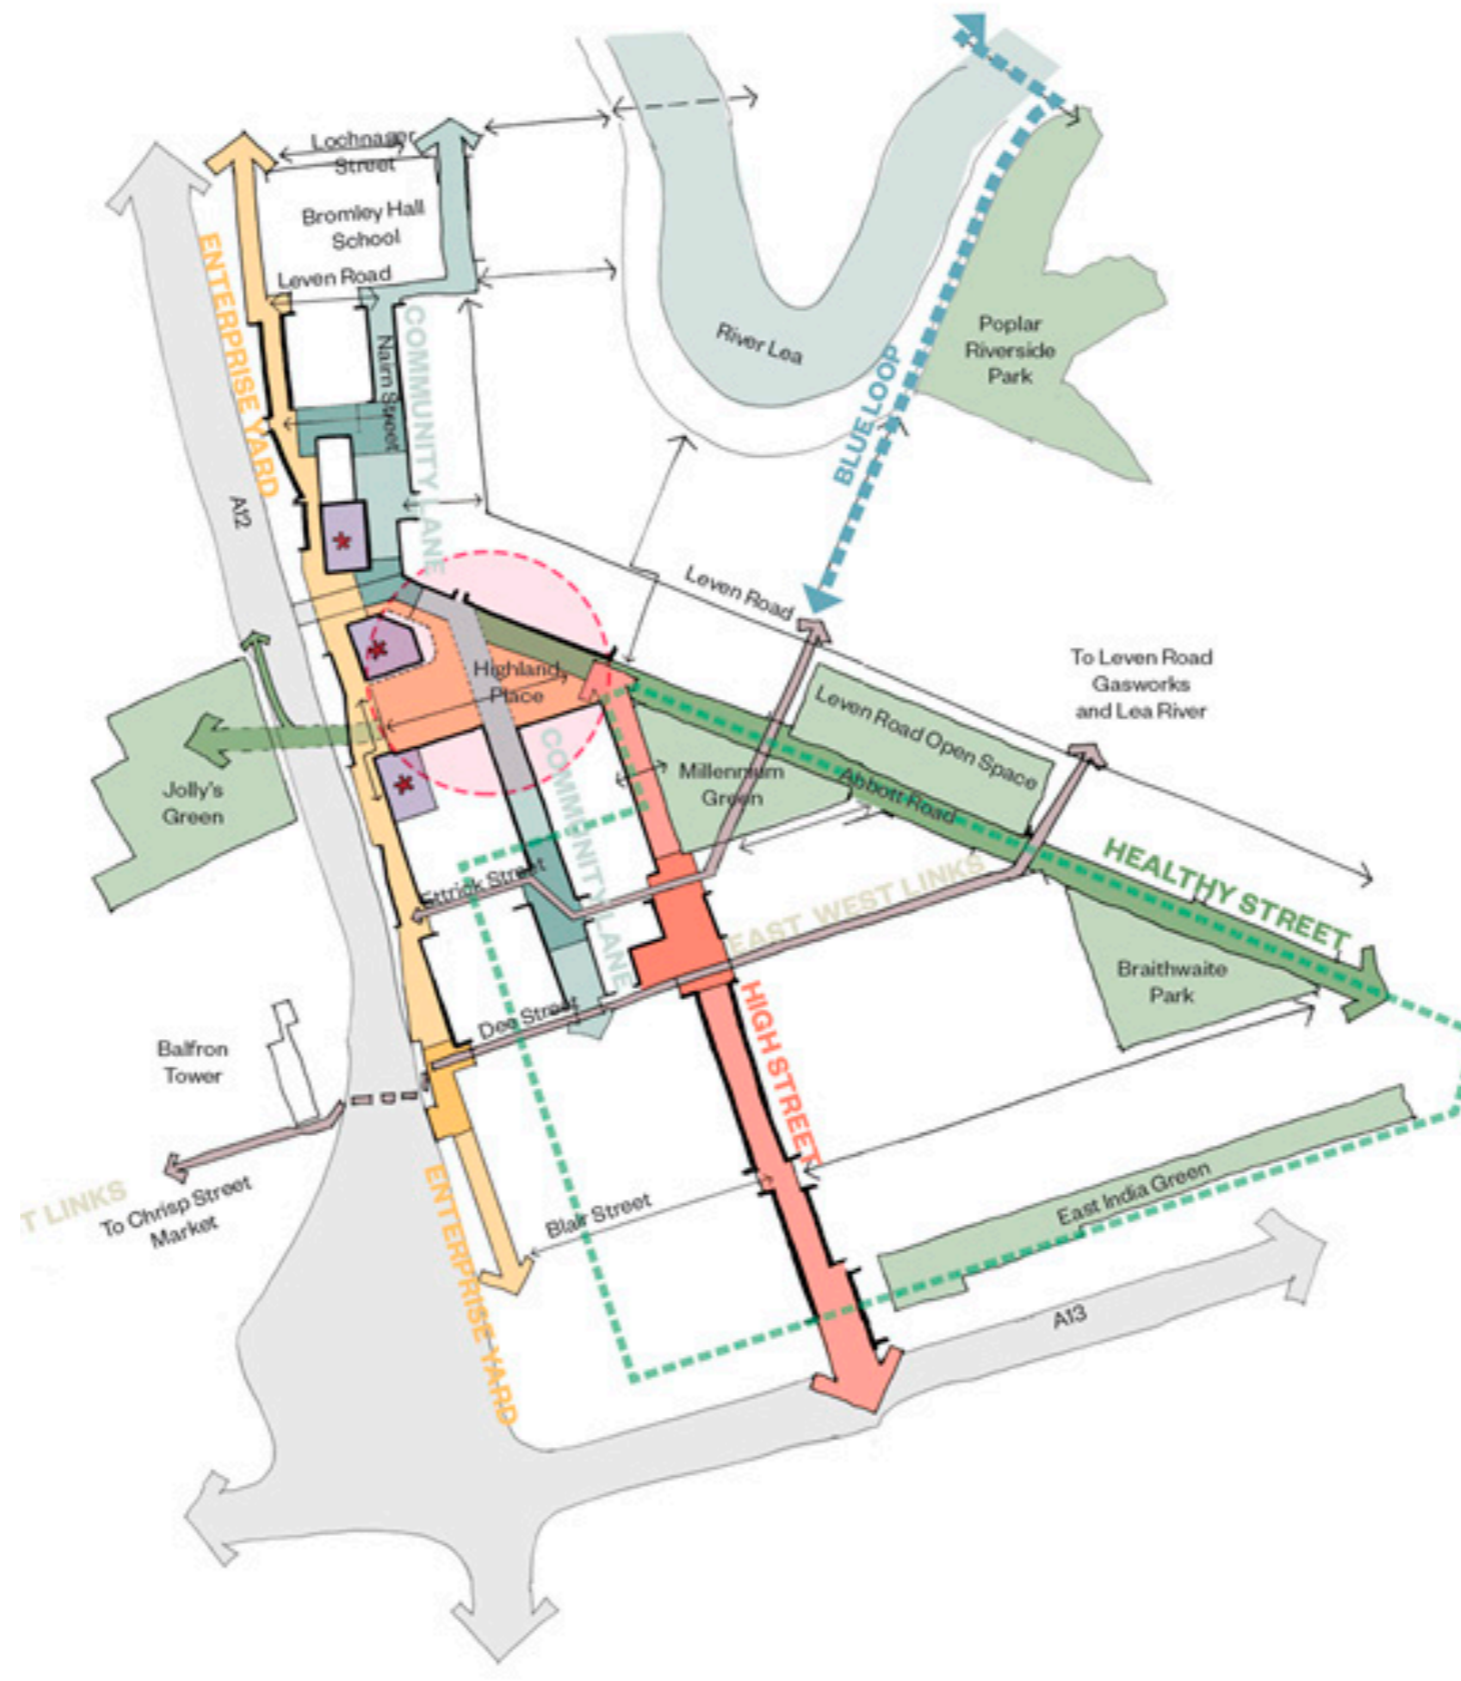 Lochnager
Street
Bromley Hall
School
Leven Road
ENTERPRISE YARD
COMMUNITY LANE
Nairn Street
A12
River Lea
BLUE LOOP
Poplar
Riverside
Park
Leven Road
To Leven Road
Gasworks
and Lea River
Highland
Place
Leven Road Open Space
Millennium
Green
Abbott Road
Jolly's
Green
COMMUNITY LANE
HEALTHY STREET
Ettrick Street
EAST WEST LINKS
Braithwaite
Park
Dee Street
HIGH STREET
Balfron
Tower
T LINKS
To Chrisp Street
Market
ENTERPRISE YARD
Blair Street
East India Green
A13